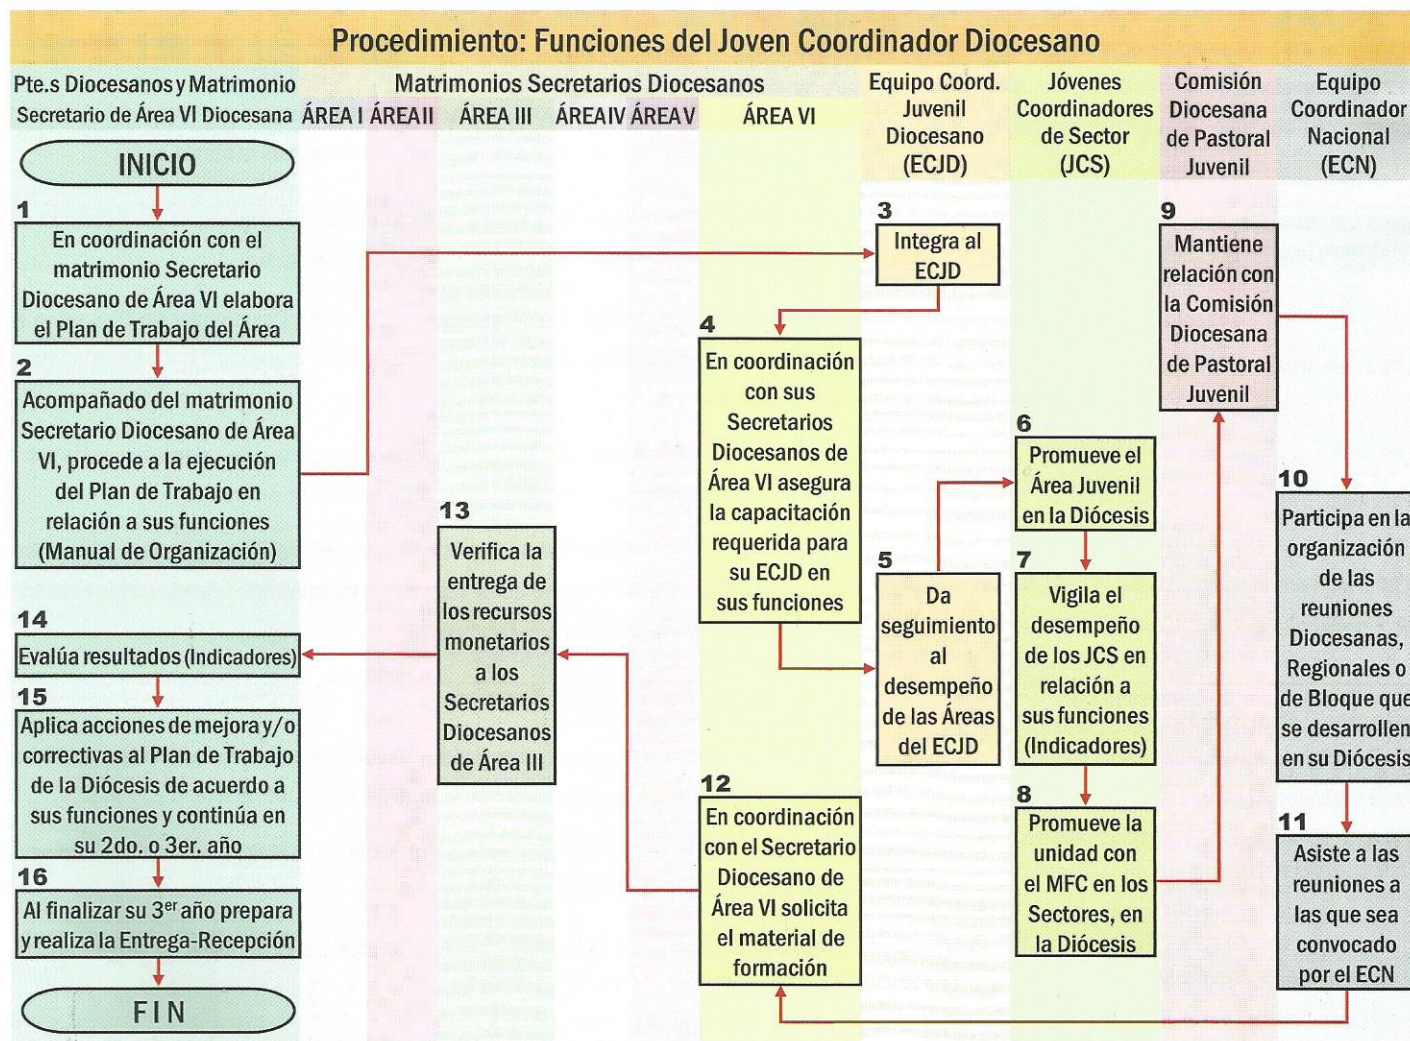 Procedimiento: Funciones del Joven Coordinador Diocesano
Pte.s Diocesanos y Matrimonio
Secretario de Área VI Diocesana
Matrimonios Secretarios Diocesanos
ÁREA I
ÁREA II
ÁREA III
ÁREA IV
ÁREA V
ÁREA VI
Equipo Coord.
Juvenil
Diocesano
(ECJD)
Jóvenes
Coordinadores
de Sector
(JCS)
Comisión
Diocesana
de Pastoral
Juvenil
Equipo
Coordinador
Nacional
(ECN)
INICIO
1
En coordinación con el
matrimonio Secretario
Diocesano de Área VI elabora
el Plan de Trabajo del Área
2
Acompañado del matrimonio
Secretario Diocesano de Área
VI, procede a la ejecución
del Plan de Trabajo en
relación a sus funciones
(Manual de Organización)
3
Integra al
ECJD
4
En coordinación
con sus
Secretarios
Diocesanos de
Área VI asegura
la capacitación
requerida para
su ECJD en
sus funciones
5
Da
seguimiento
al
desempeño
de las Áreas
del ECJD
6
Promueve el
Área Juvenil
en la Diócesis
7
Vigila el
desempeño
de los JCS en
relación a
sus funciones
(Indicadores)
8
Promueve la
unidad con
el MFC en los
Sectores, en
la Diócesis
9
Mantiene
relación con
la Comisión
Diocesana
de Pastoral
Juvenil
10
Participa en la
organización
de las
reuniones
Diocesanas,
Regionales o
de Bloque que
se desarrollen
en su Diócesis
11
Asiste a las
reuniones a
las que sea
convocado
por el ECN
12
En coordinación
con el Secretario
Diocesano de
Área VI solicita
el material de
formación
13
Verifica la
entrega de
los recursos
monetarios
a los
Secretarios
Diocesanos
de Área III
14
Evalúa resultados (Indicadores)
15
Aplica acciones de mejora y/o
correctivas al Plan de Trabajo
de la Diócesis de acuerdo a
sus funciones y continúa en
su 2do. o 3er. año
16
Al finalizar su 3er año prepara
y realiza la Entrega-Recepción
FIN